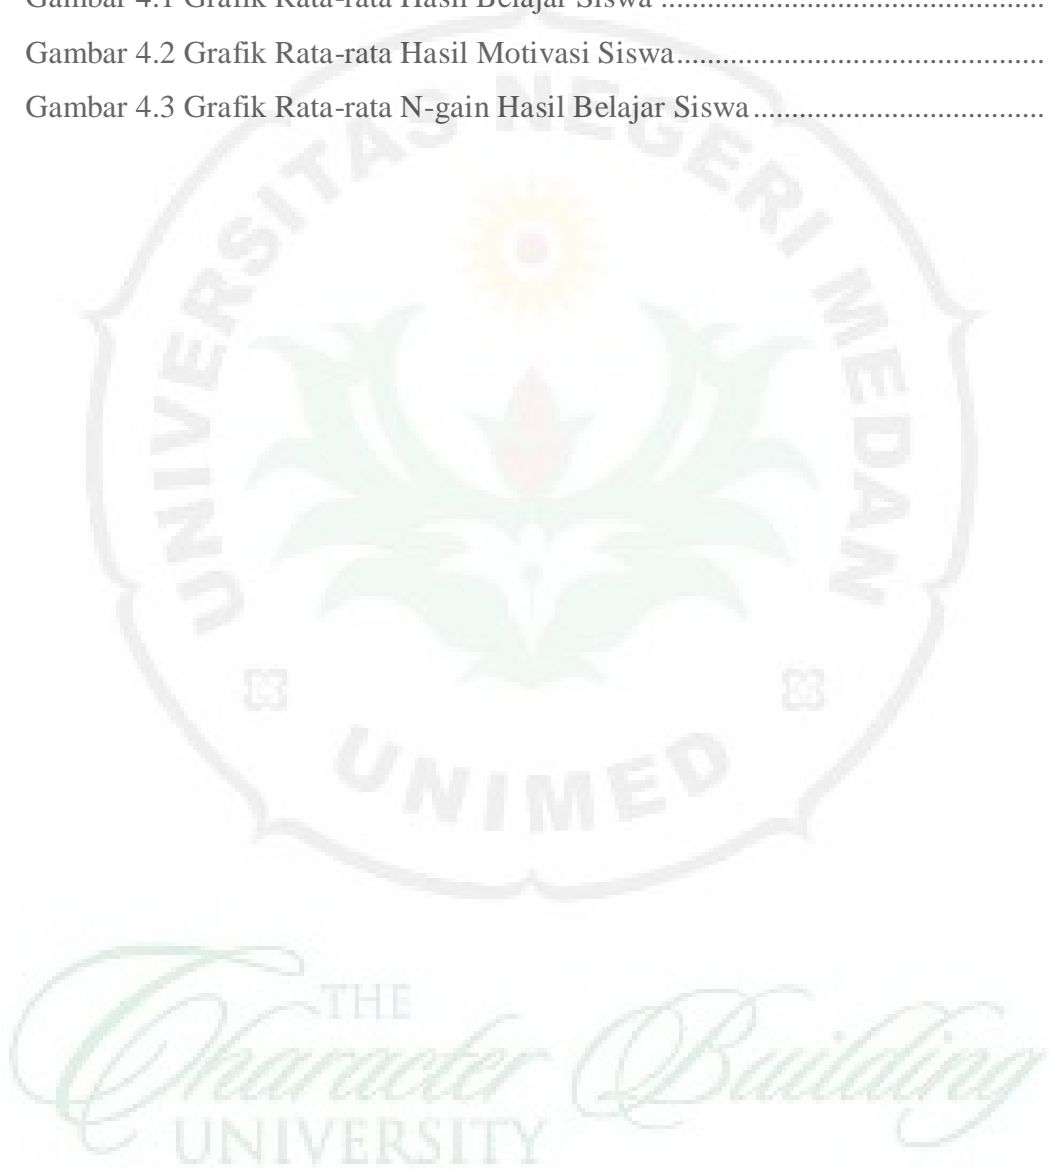 Gambar 4.1 Grafik Rata-rata Hasil Belajar Siswa ..........................................
Gambar 4.2 Grafik Rata-rata Hasil Motivasi Siswa........................................
Gambar 4.3 Grafik Rata-rata N-gain Hasil Belajar Siswa ................................
UNIVERSITAS NEGERI MEDAN
UNIMED
THE
Character Building
UNIVERSITY